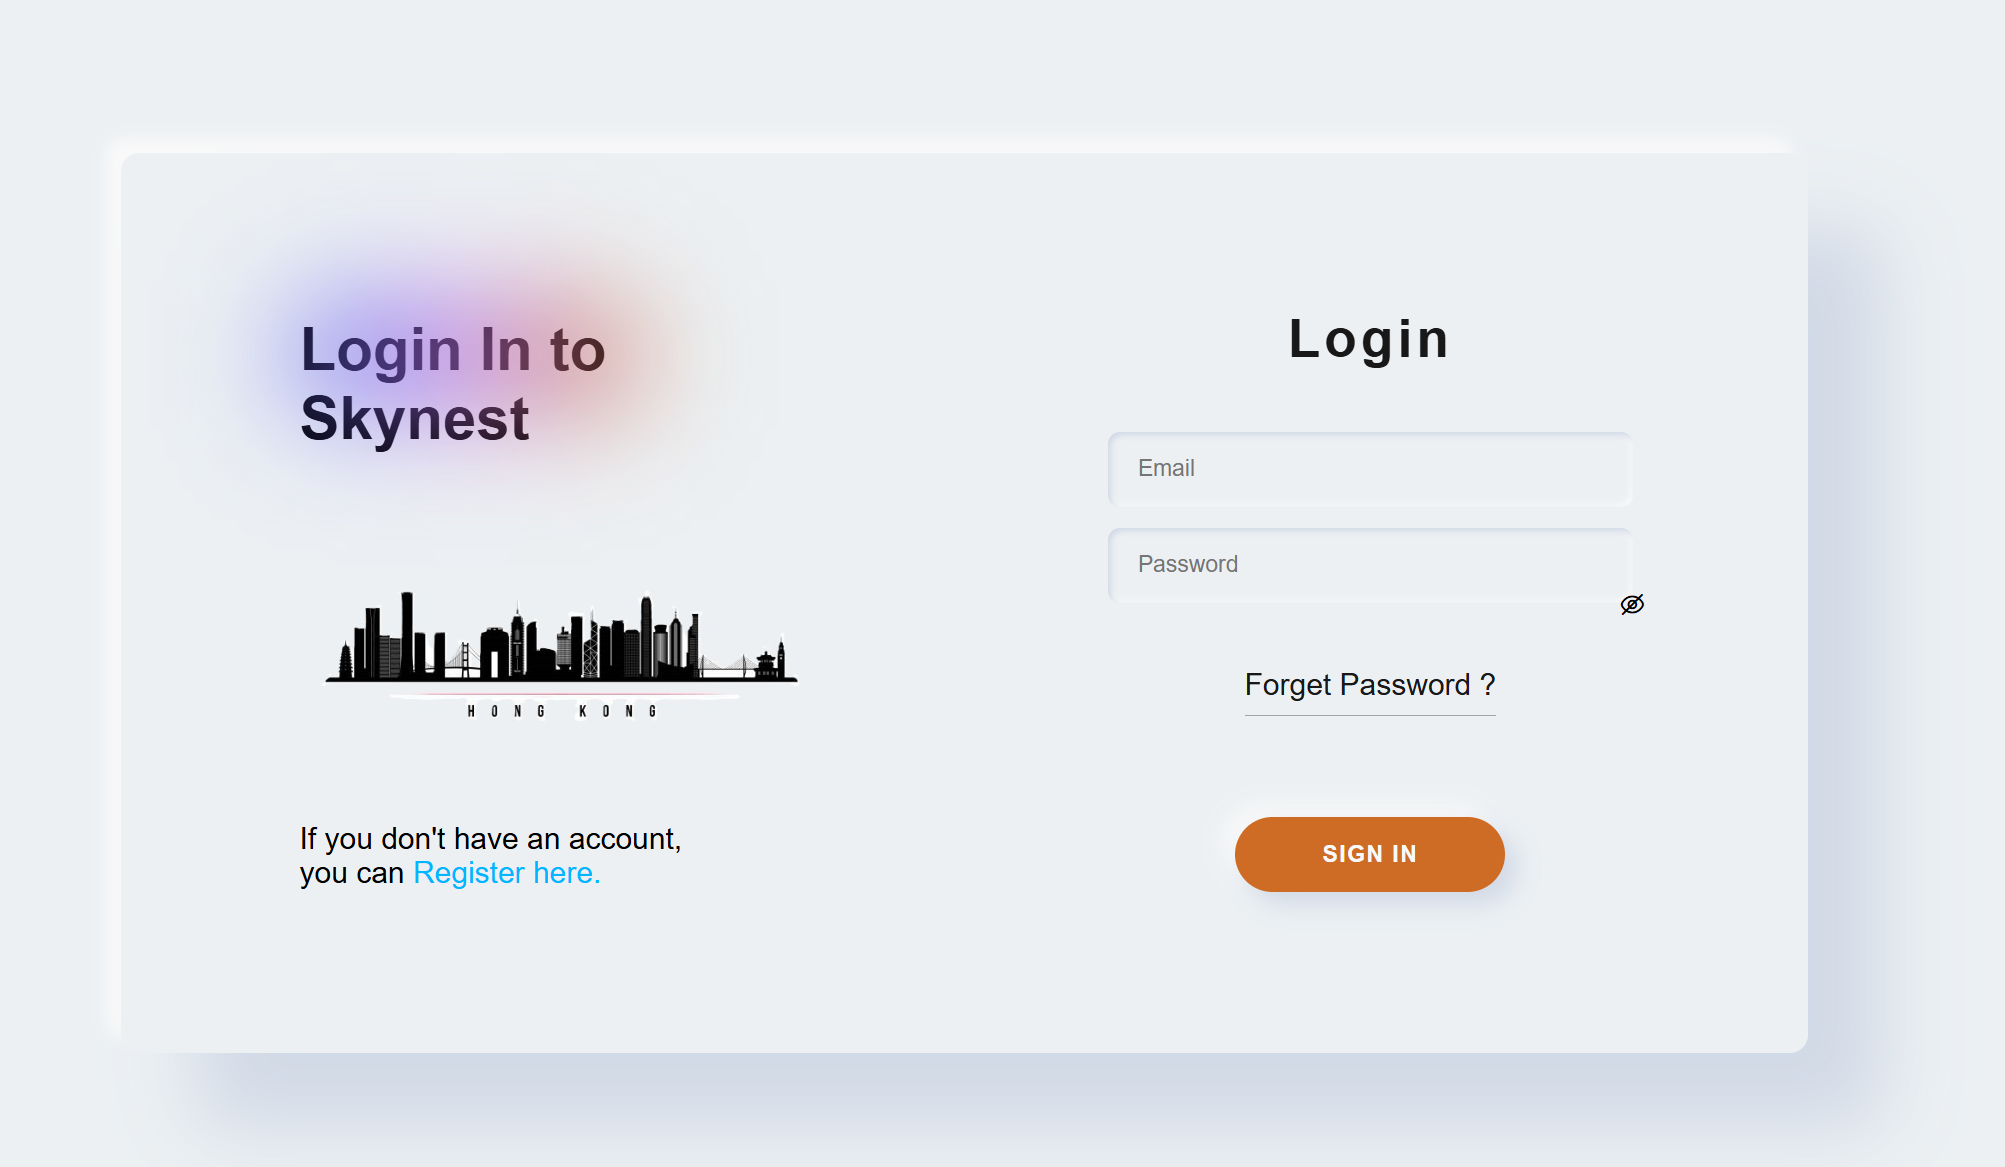 Login In to
Skynest
HONG KONG
If you don't have an account,
you can Register here.
Login
Email
Password
Forget Password ?
SIGN IN